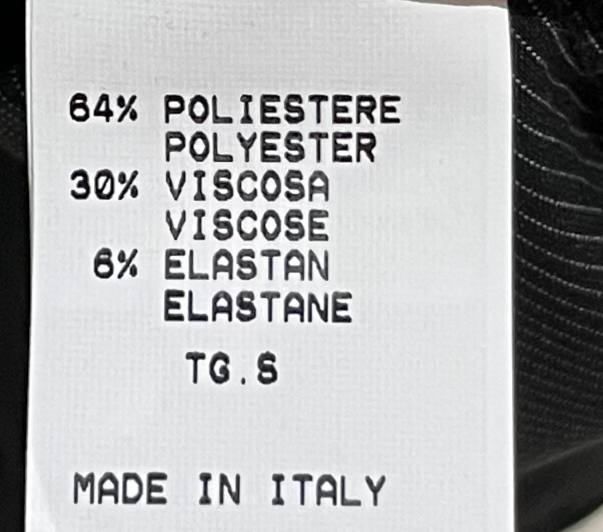 64% POLIESTERE
POLYESTER
30% VISCOSA
VISCOSE
6% ELASTAN
ELASTANE
TG.S
MADE IN ITALY